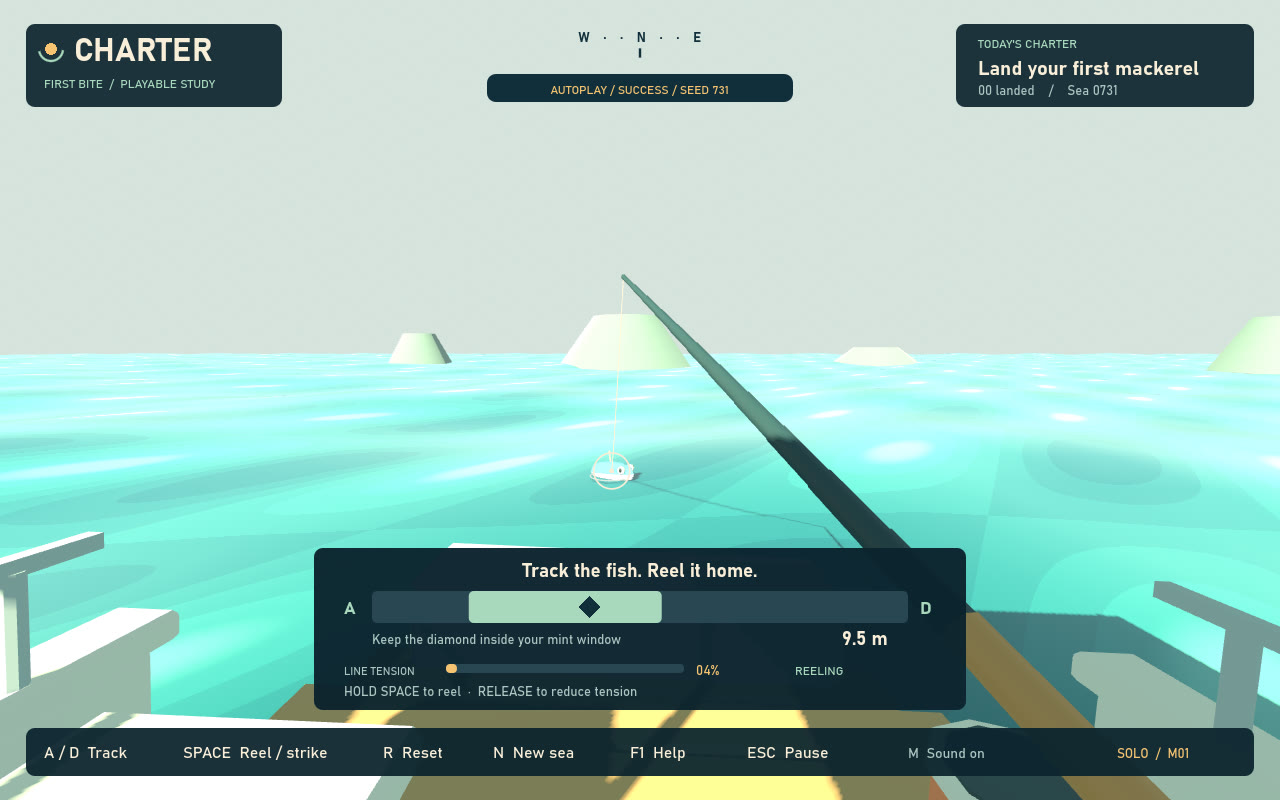 CHARTER
FIRST BITE / PLAYABLE STUDY
W · · N · · E
AUTOPLAY / SUCCESS / SEED 731
TODAY'S CHARTER
Land your first mackerel
00 landed / Sea 0731
Track the fish. Reel it home.
A D
Keep the diamond inside your mint window 9.5 m
LINE TENSION 04% REELING
HOLD SPACE to reel · RELEASE to reduce tension
A / D Track SPACE Reel / strike R Reset N New sea F1 Help ESC Pause M Sound on SOLO / M01